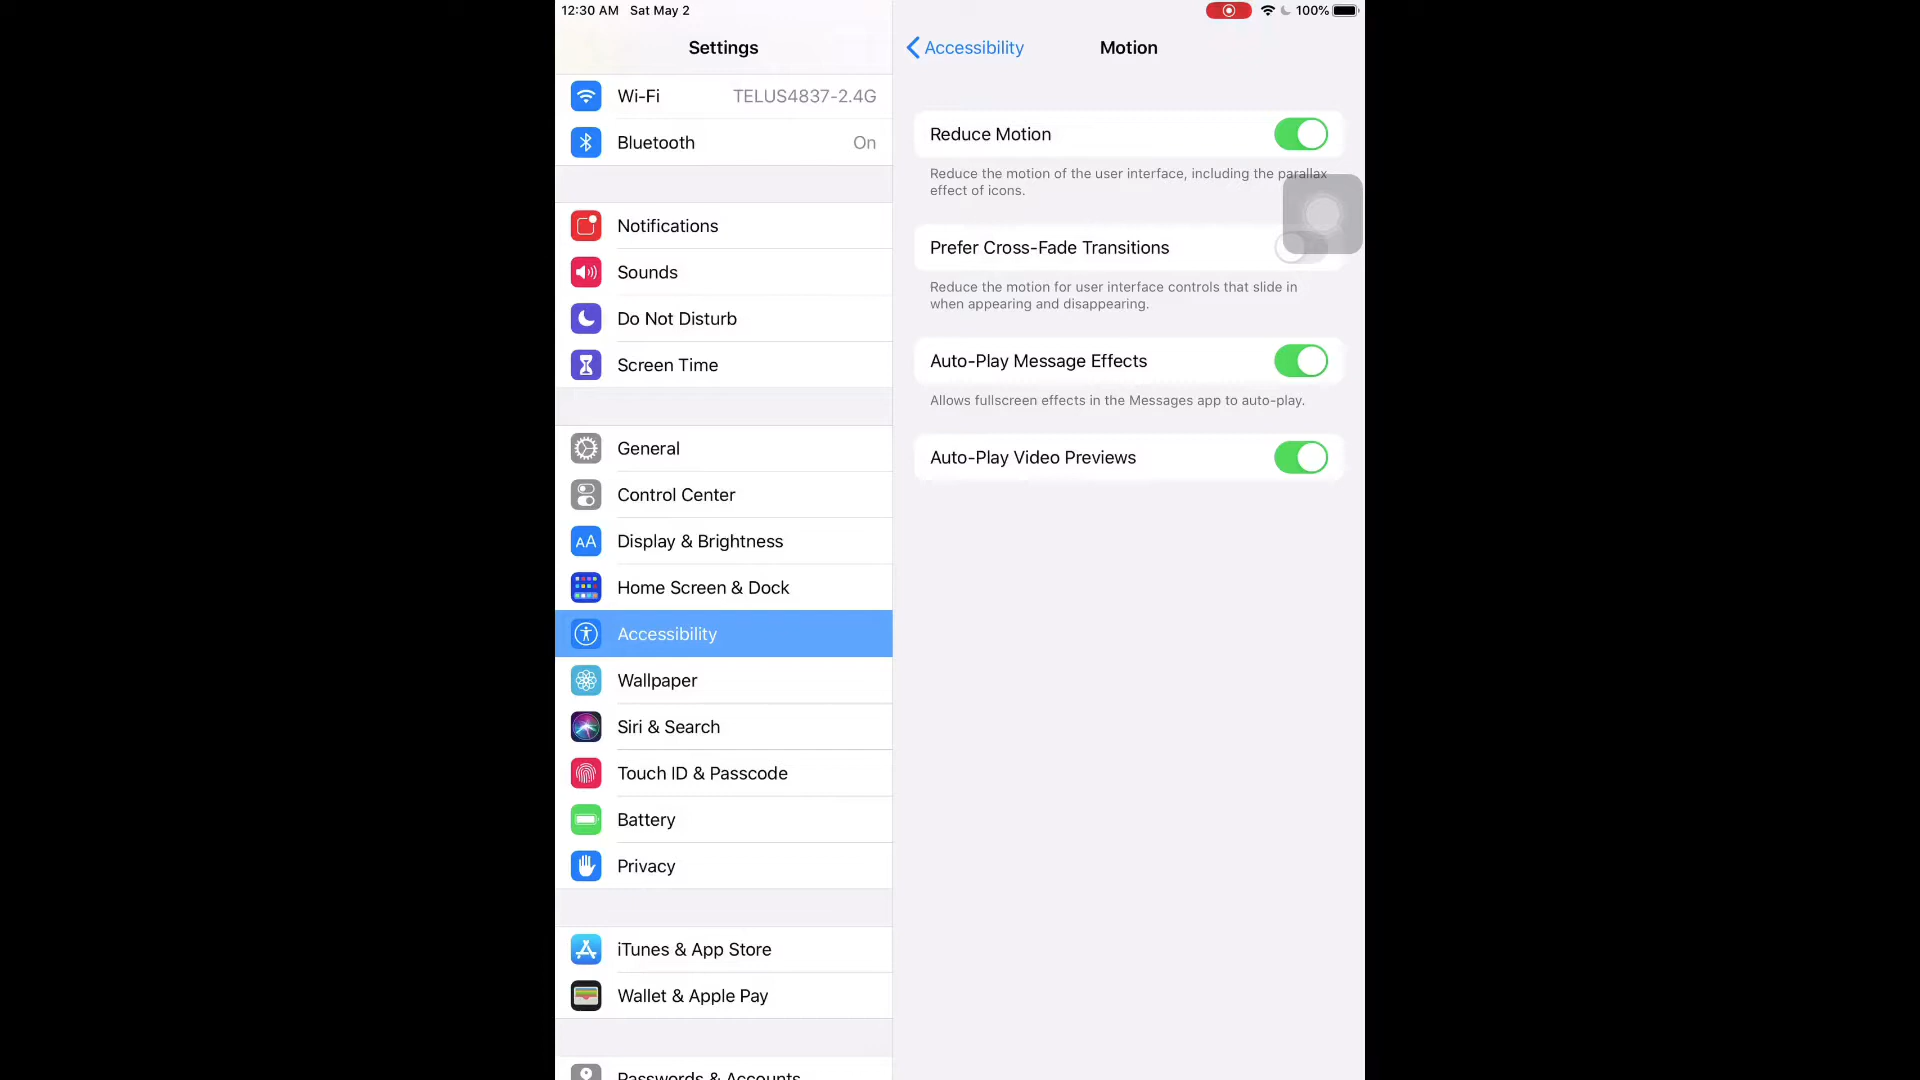 12:30 AM Sat May 2
100%
Settings
Wi-Fi TELUS4837-2.4G
Bluetooth On
Notifications
Sounds
Do Not Disturb
Screen Time
General
Control Center
AA Display & Brightness
Home Screen & Dock
Accessibility
Wallpaper
Siri & Search
Touch ID & Passcode
Battery
Privacy
iTunes & App Store
Wallet & Apple Pay
Passwords & Accounts
Accessibility Motion
Reduce Motion
Reduce the motion of the user interface, including the parallax
effect of icons.
Prefer Cross-Fade Transitions
Reduce the motion for user interface controls that slide in
when appearing and disappearing.
Auto-Play Message Effects
Allows fullscreen effects in the Messages app to auto-play.
Auto-Play Video Previews